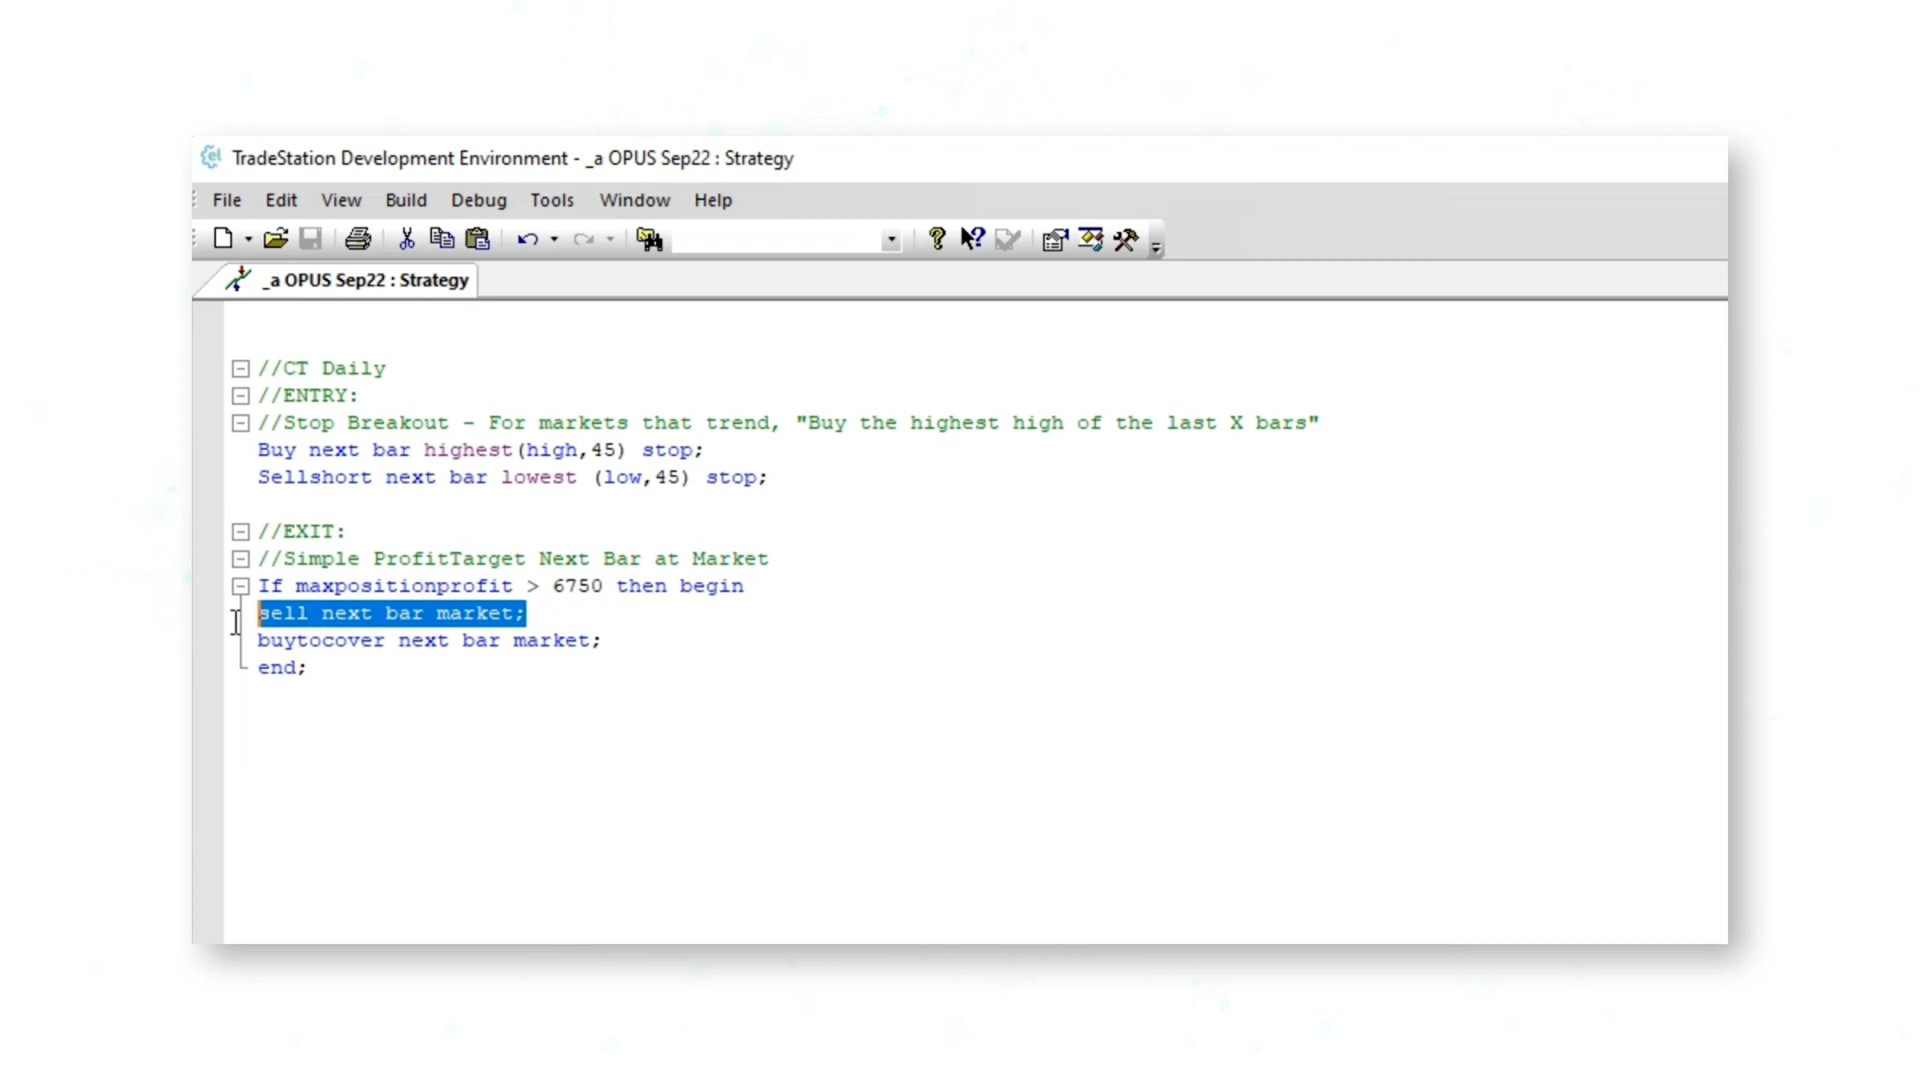 TradeStation Development Environment - _a OPUS Sep22 : Strategy
File Edit View Build Debug Tools Window Help
_a OPUS Sep22 : Strategy
//CT Daily
//ENTRY:
//Stop Breakout - For markets that trend, "Buy the highest high of the last X bars"
Buy next bar highest(high,45) stop;
Sellshort next bar lowest (low,45) stop;
//EXIT:
//Simple ProfitTarget Next Bar at Market
If maxpositionprofit > 6750 then begin
sell next bar market;
buytocover next bar market;
end;